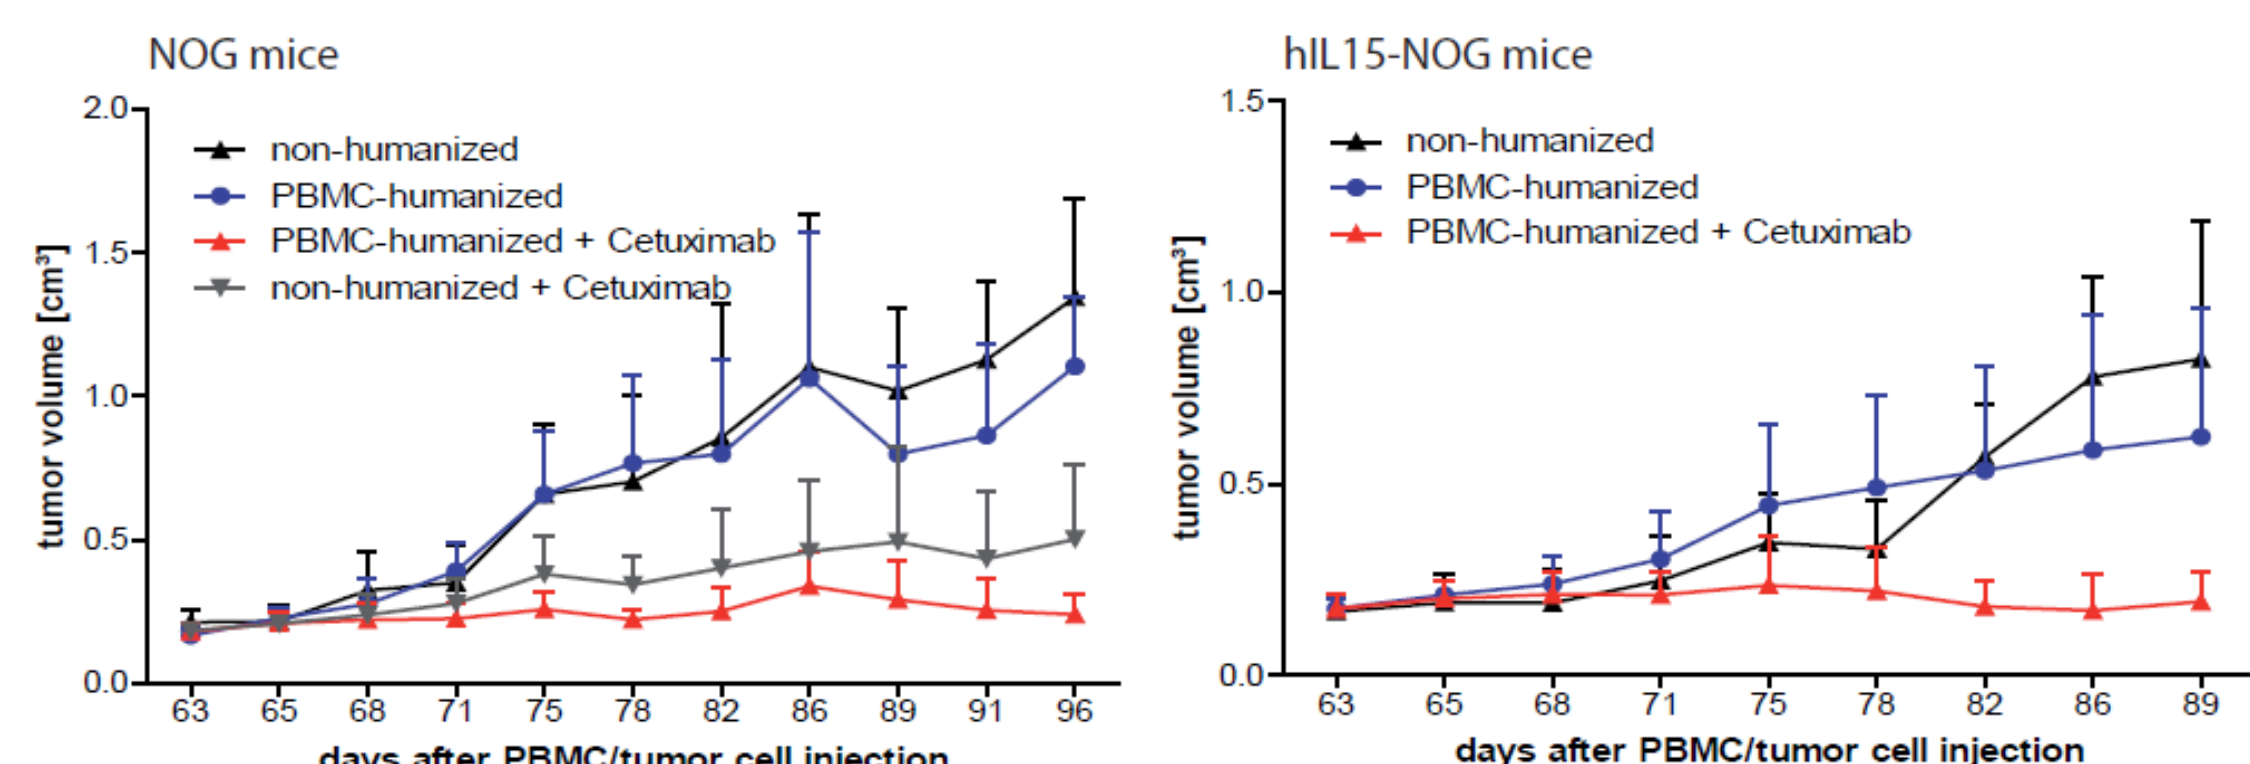 NOG mice
2.0
1.5
1.0
0.5
0.0
tumor volume [cm³]
non-humanized
PBMC-humanized
PBMC-humanized + Cetuximab
non-humanized + Cetuximab
63 65 68 71 75 78 82 86 89 91 96
days after PBMC/tumor cell injection
hIL15-NOG mice
1.5
1.0
0.5
0.0
tumor volume [cm³]
non-humanized
PBMC-humanized
PBMC-humanized + Cetuximab
63 65 68 71 75 78 82 86 89
days after PBMC/tumor cell injection